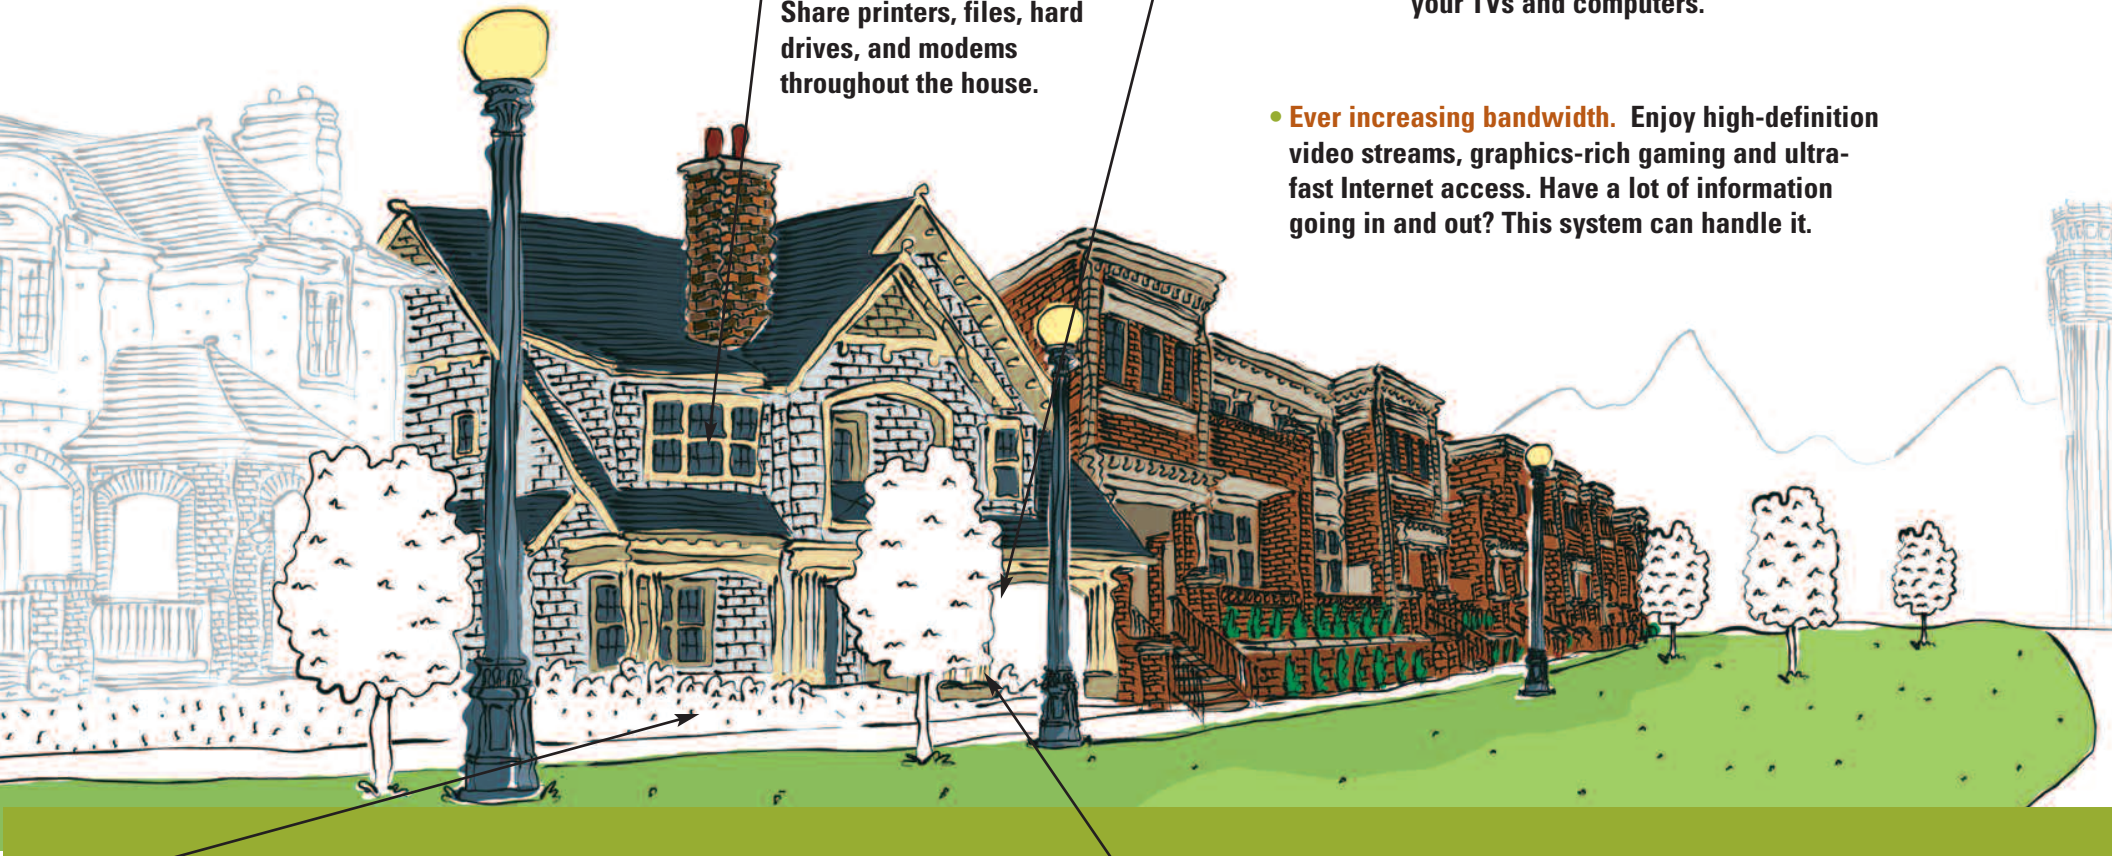 Share printers, files, hard
drives, and modems
throughout the house.
your TVs and computers.
• Ever increasing bandwidth. Enjoy high-definition
video streams, graphics-rich gaming and ultra-
fast Internet access. Have a lot of information
going in and out? This system can handle it.